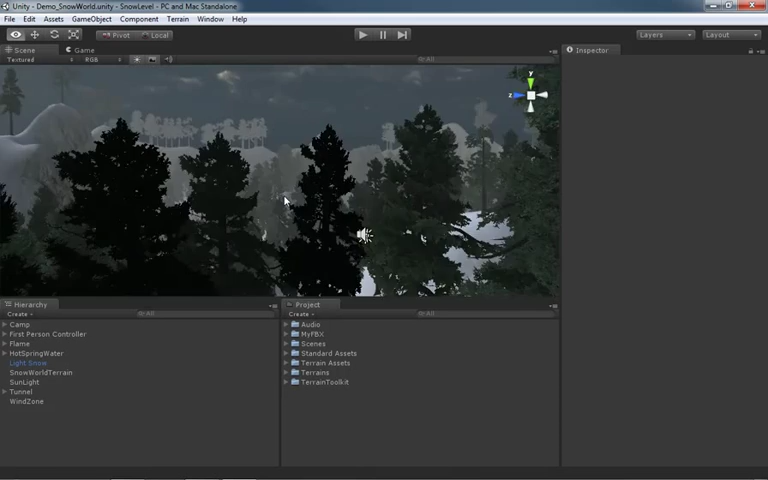 Unity - Demo_SnowWorld.unity - SnowLevel - PC and Mac Standalone
File Edit Assets GameObject Component Terrain Window Help
Pivot Local Layers Layout
Scene Game Inspector
Textured RGB All
y
z
Hierarchy Project
Create All Create All
Camp
First Person Controller
Flame
HotSpringWater
Light Snow
SnowWorldTerrain
SunLight
Tunnel
WindZone
Audio
MyFBX
Scenes
Standard Assets
Terrain Assets
Terrains
TerrainToolkit